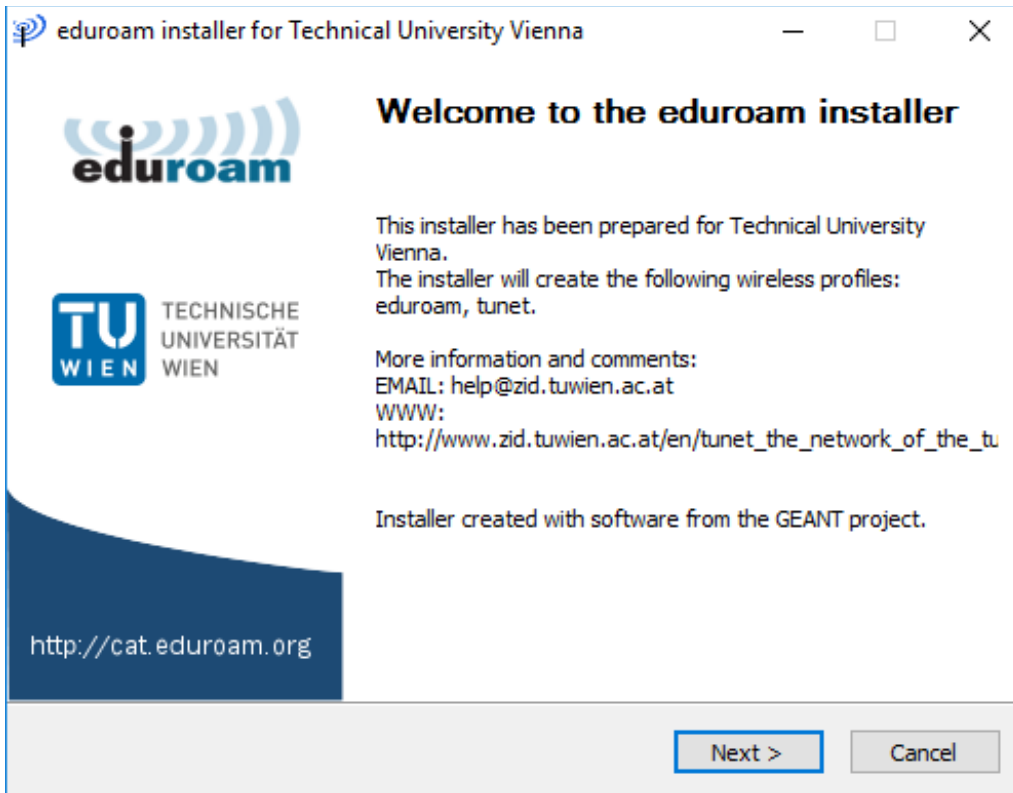 eduroam installer for Technical University Vienna
eduroam
Welcome to the eduroam installer
This installer has been prepared for Technical University
Vienna.
The installer will create the following wireless profiles:
eduroam, tunet.
TU
WIEN
TECHNISCHE
UNIVERSITÄT
WIEN
More information and comments:
EMAIL: help@zid.tuwien.ac.at
WWW:
http://www.zid.tuwien.ac.at/en/tunet_the_network_of_the_tu
Installer created with software from the GEANT project.
http://cat.eduroam.org
Next >
Cancel